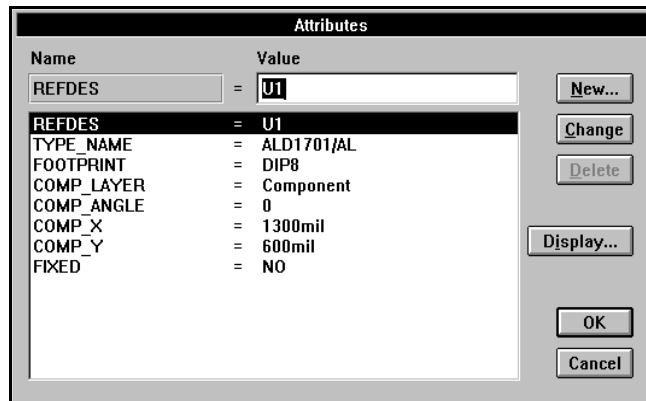 Attributes
Name Value
REFDES = U1 New...
REFDES = U1
TYPE_NAME = ALD1701/AL Change
FOOTPRINT = DIP8
COMP_LAYER = Component Delete
COMP_ANGLE = 0
COMP_X = 1300mil
COMP_Y = 600mil Display...
FIXED = NO
OK
Cancel